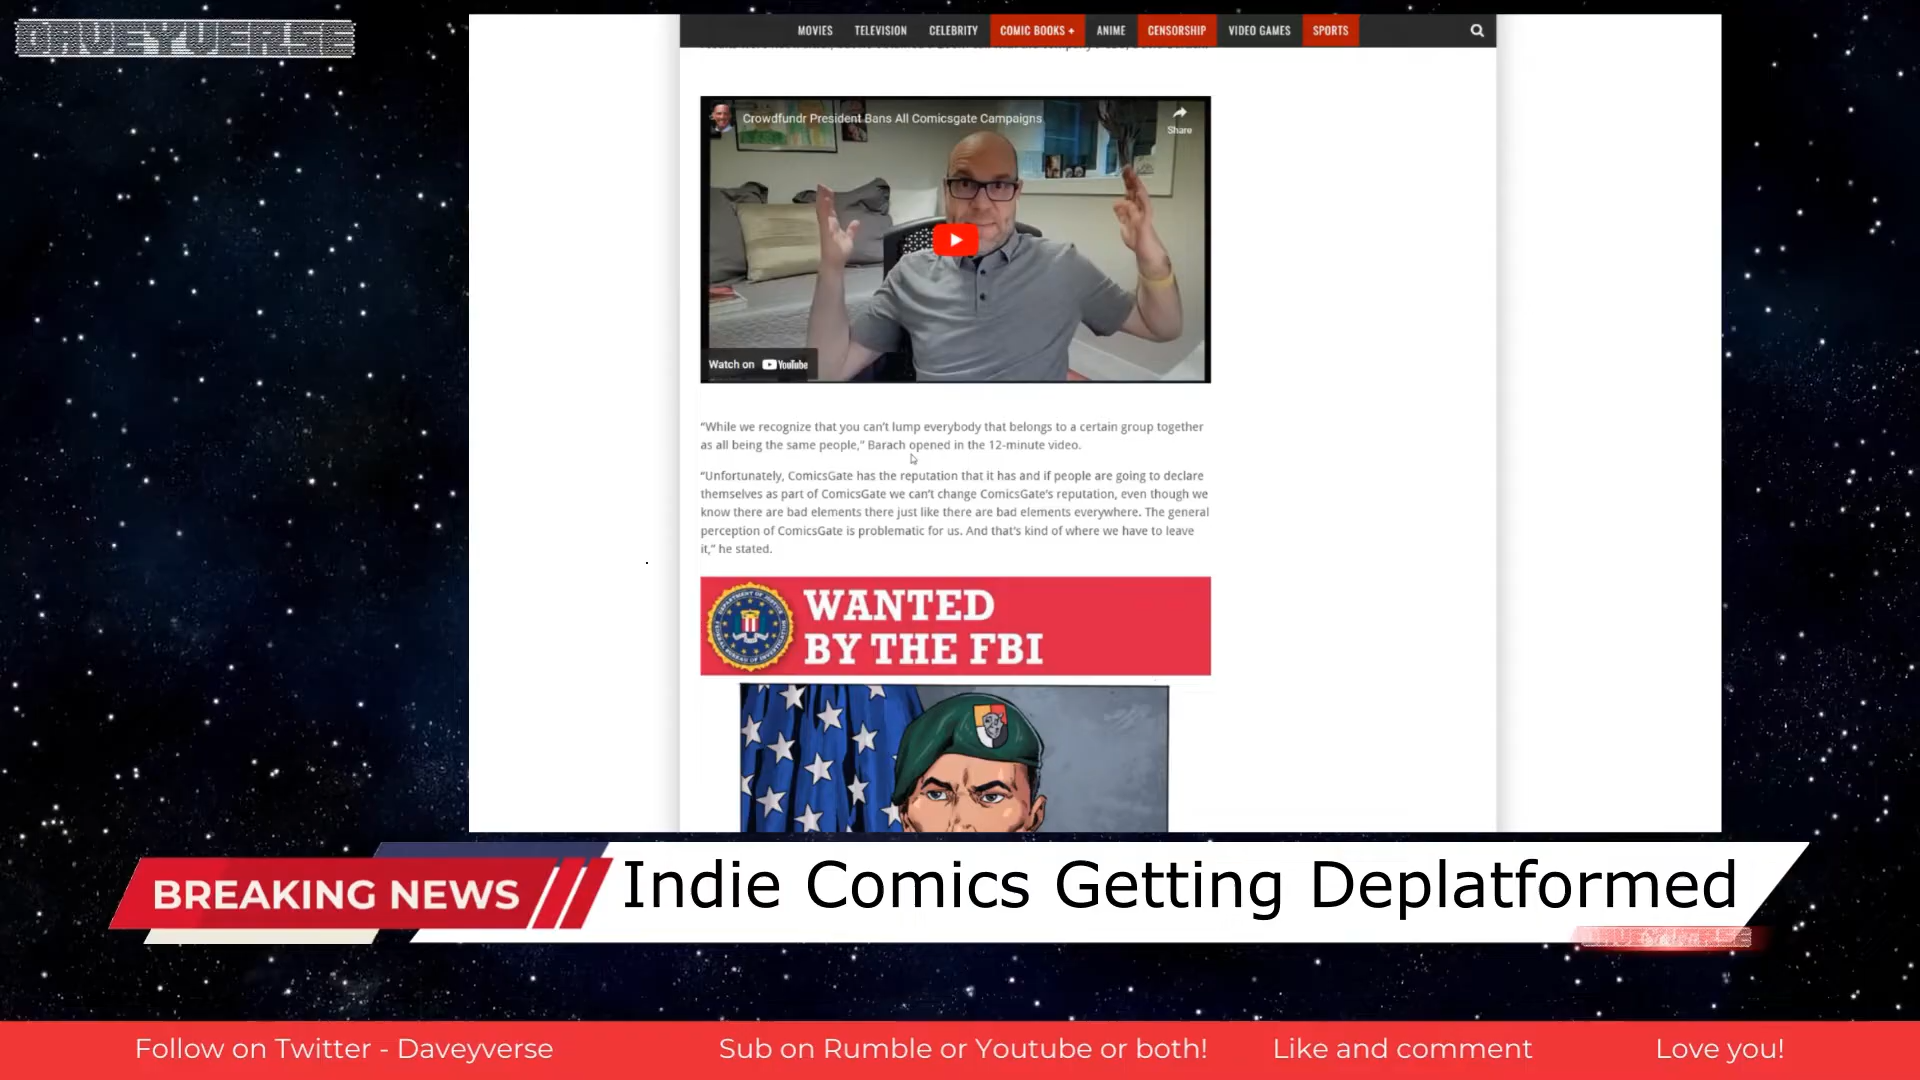 DAVEYVERSE
MOVIES TELEVISION CELEBRITY COMIC BOOKS + ANIME CENSORSHIP VIDEO GAMES SPORTS
Crowdfundr President Bans All Comicsgate Campaigns
Share
Watch on YouTube
“While we recognize that you can’t lump everybody that belongs to a certain group together
as all being the same people,” Barach opened in the 12-minute video.
“Unfortunately, ComicsGate has the reputation that it has and if people are going to declare
themselves as part of ComicsGate we can’t change ComicsGate’s reputation, even though we
know there are bad elements there just like there are bad elements everywhere. The general
perception of ComicsGate is problematic for us. And that’s kind of where we have to leave
it,” he stated.
WANTED
BY THE FBI
BREAKING NEWS
Indie Comics Getting Deplatformed
DAVEYVERSE
Follow on Twitter - Daveyverse Sub on Rumble or Youtube or both! Like and comment Love you!